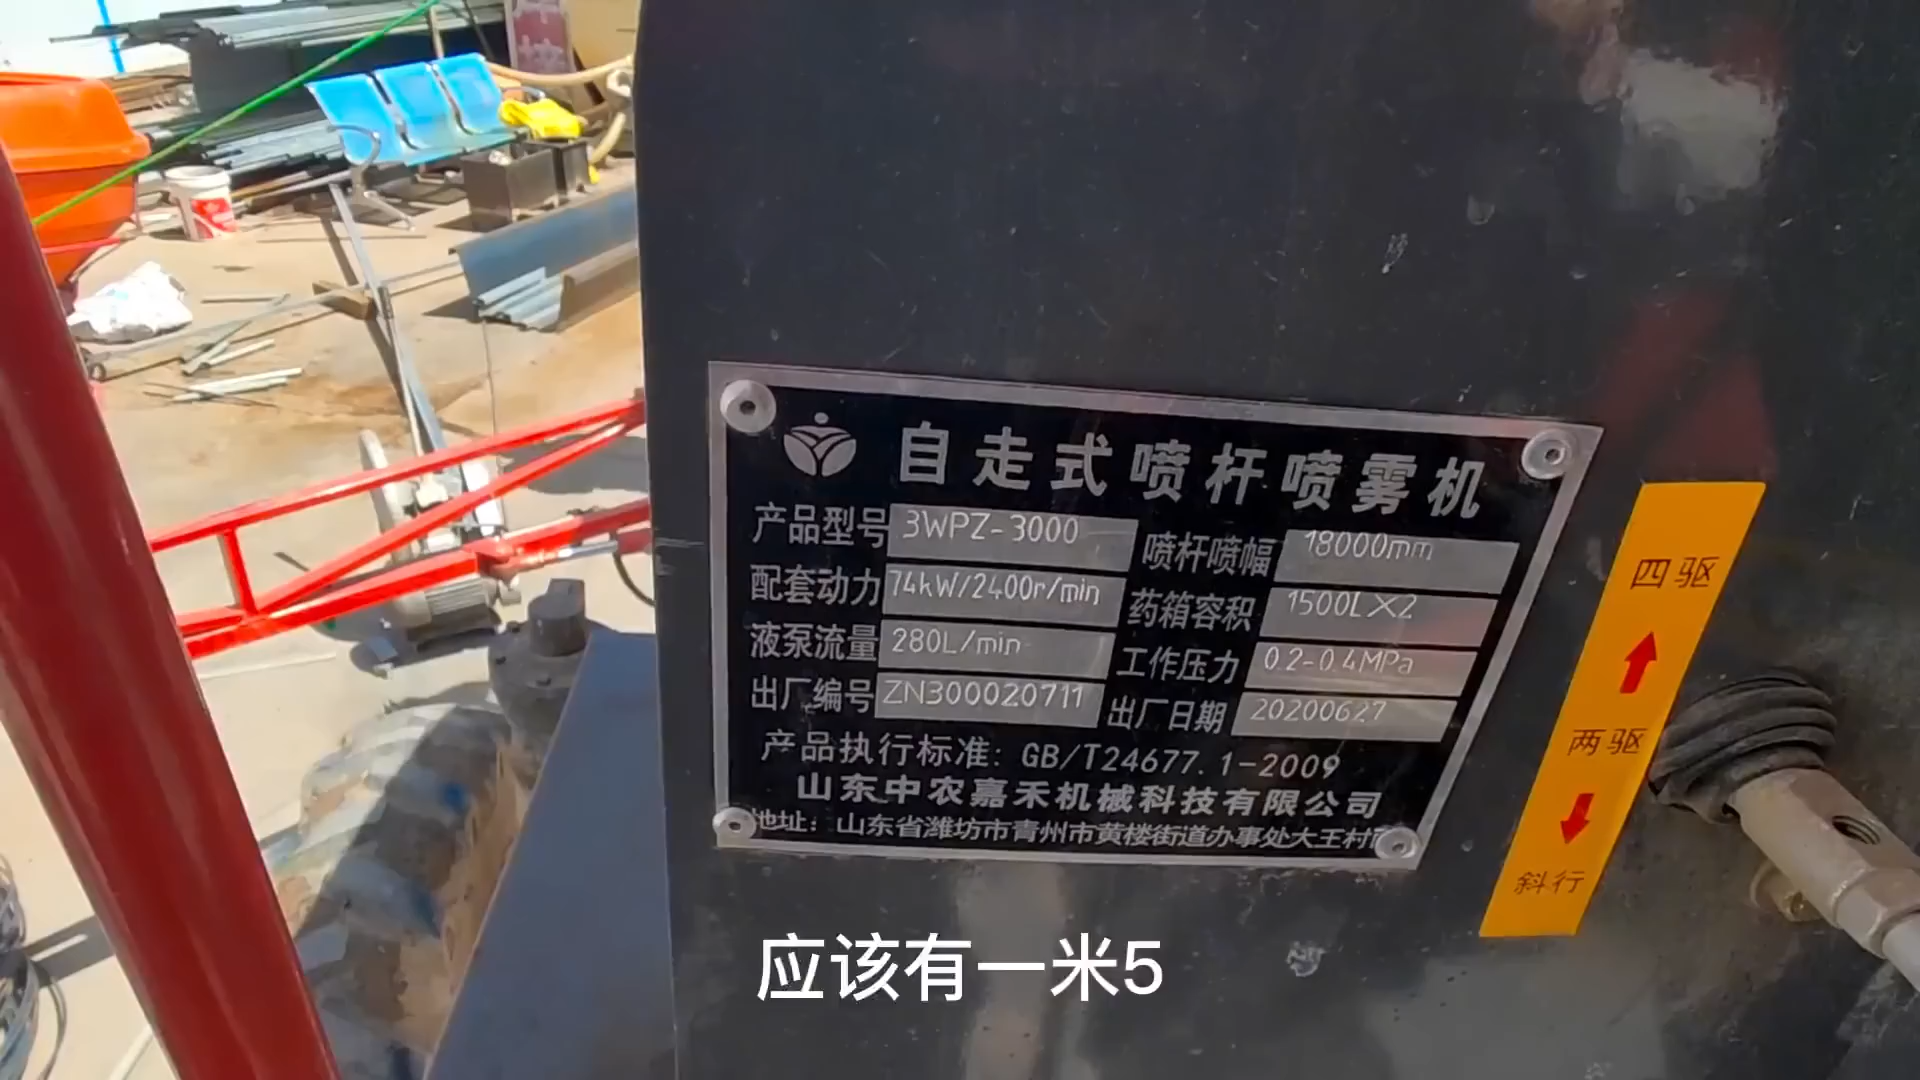 自走式喷杆喷雾机
产品型号 3WPZ-3000 喷杆喷幅 18000mm
配套动力 74kW/2400r/min 药箱容积 1500L×2
液泵流量 280L/min 工作压力 0.2-0.4MPa
出厂编号 ZN300020711 出厂日期 20200627
产品执行标准: GB/T24677.1-2009
山东中农嘉禾机械科技有限公司
地址: 山东省潍坊市青州市黄楼街道办事处大王村
四驱
两驱
斜行
应该有一米5